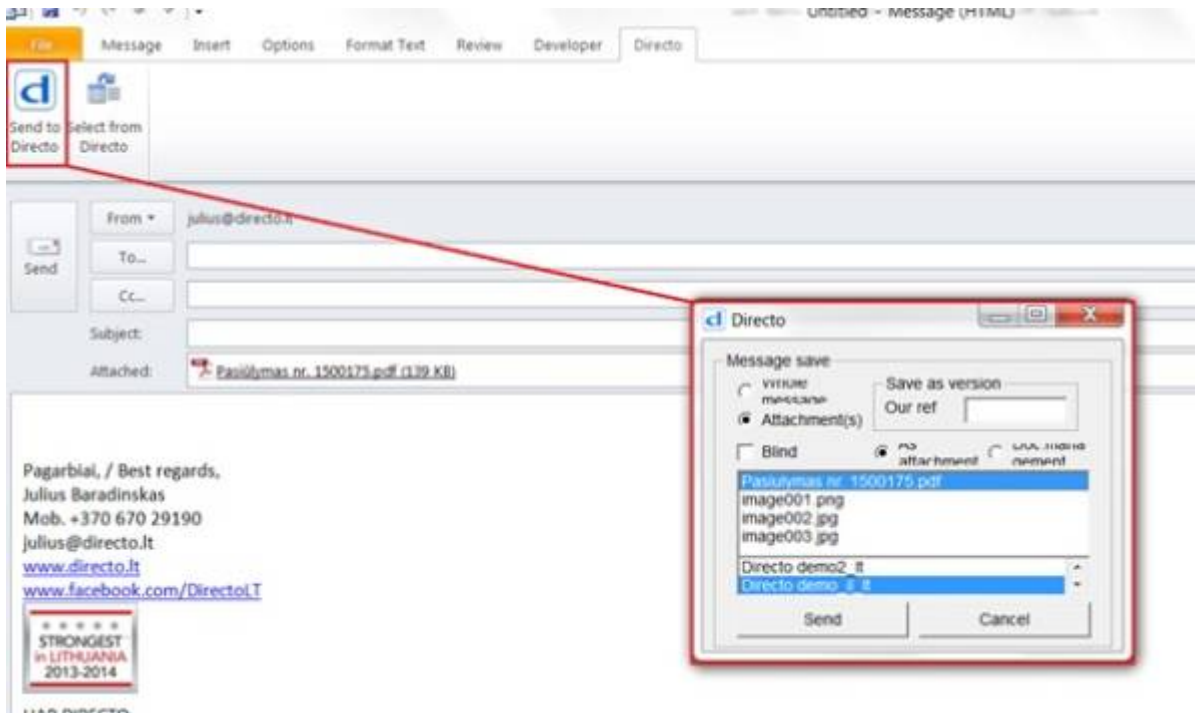 Untitled - Message (HTML)
File Message Insert Options Format Text Review Developer Directo
Send to Directo
Select from Directo
From julius@directo.lt
Send
To...
Cc...
Subject:
Attached: Pasiūlymas nr. 1500175.pdf (139 KB)
Directo
Message save
Whole message
Save as version
Attachment(s)
Our ref
Blind
As attachment
Pasiulymas nr. 1500175.pdf
image001.png
image002.jpg
image003.jpg
Directo demo2_lt
Directo
Send Cancel
Pagarbiai, / Best regards,
Julius Baradinskas
Mob. +370 670 29190
julius@directo.lt
www.directo.lt
www.facebook.com/DirectoLT
STRONGEST
in LITHUANIA
2013-2014
UAB DIRECTO